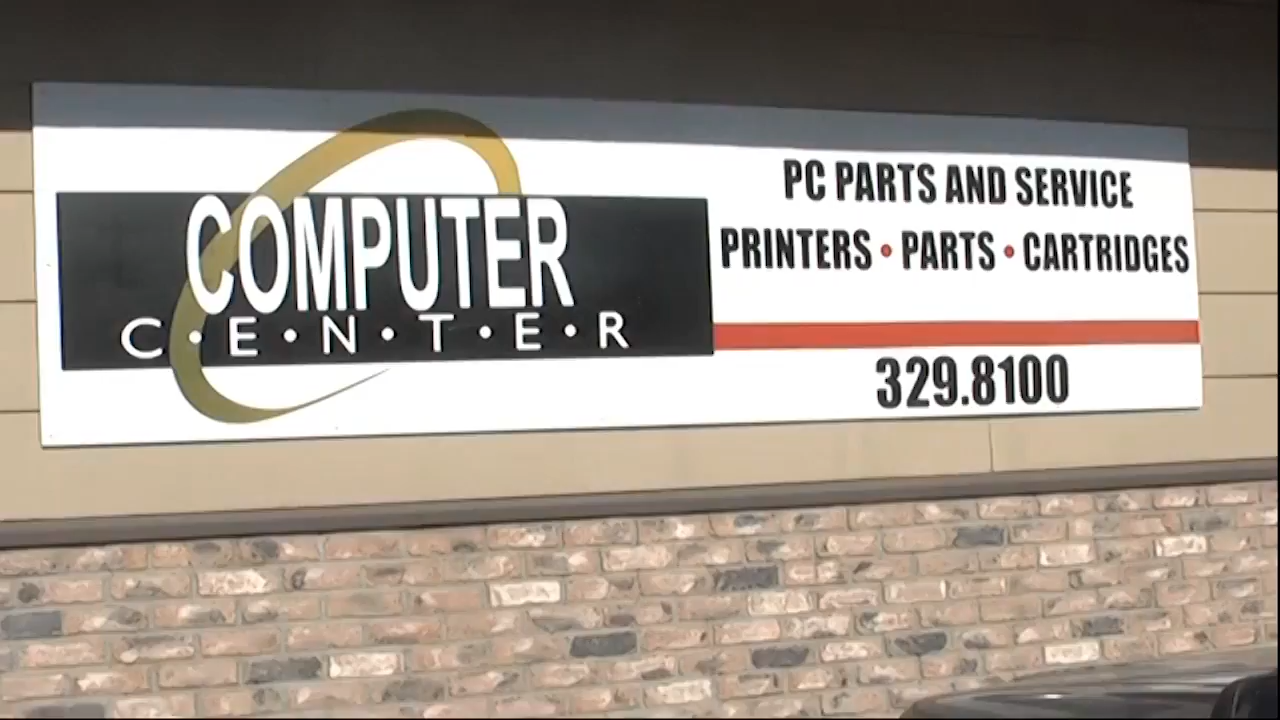 COMPUTER
C·E·N·T·E·R
PC PARTS AND SERVICE
PRINTERS • PARTS • CARTRIDGES
329.8100